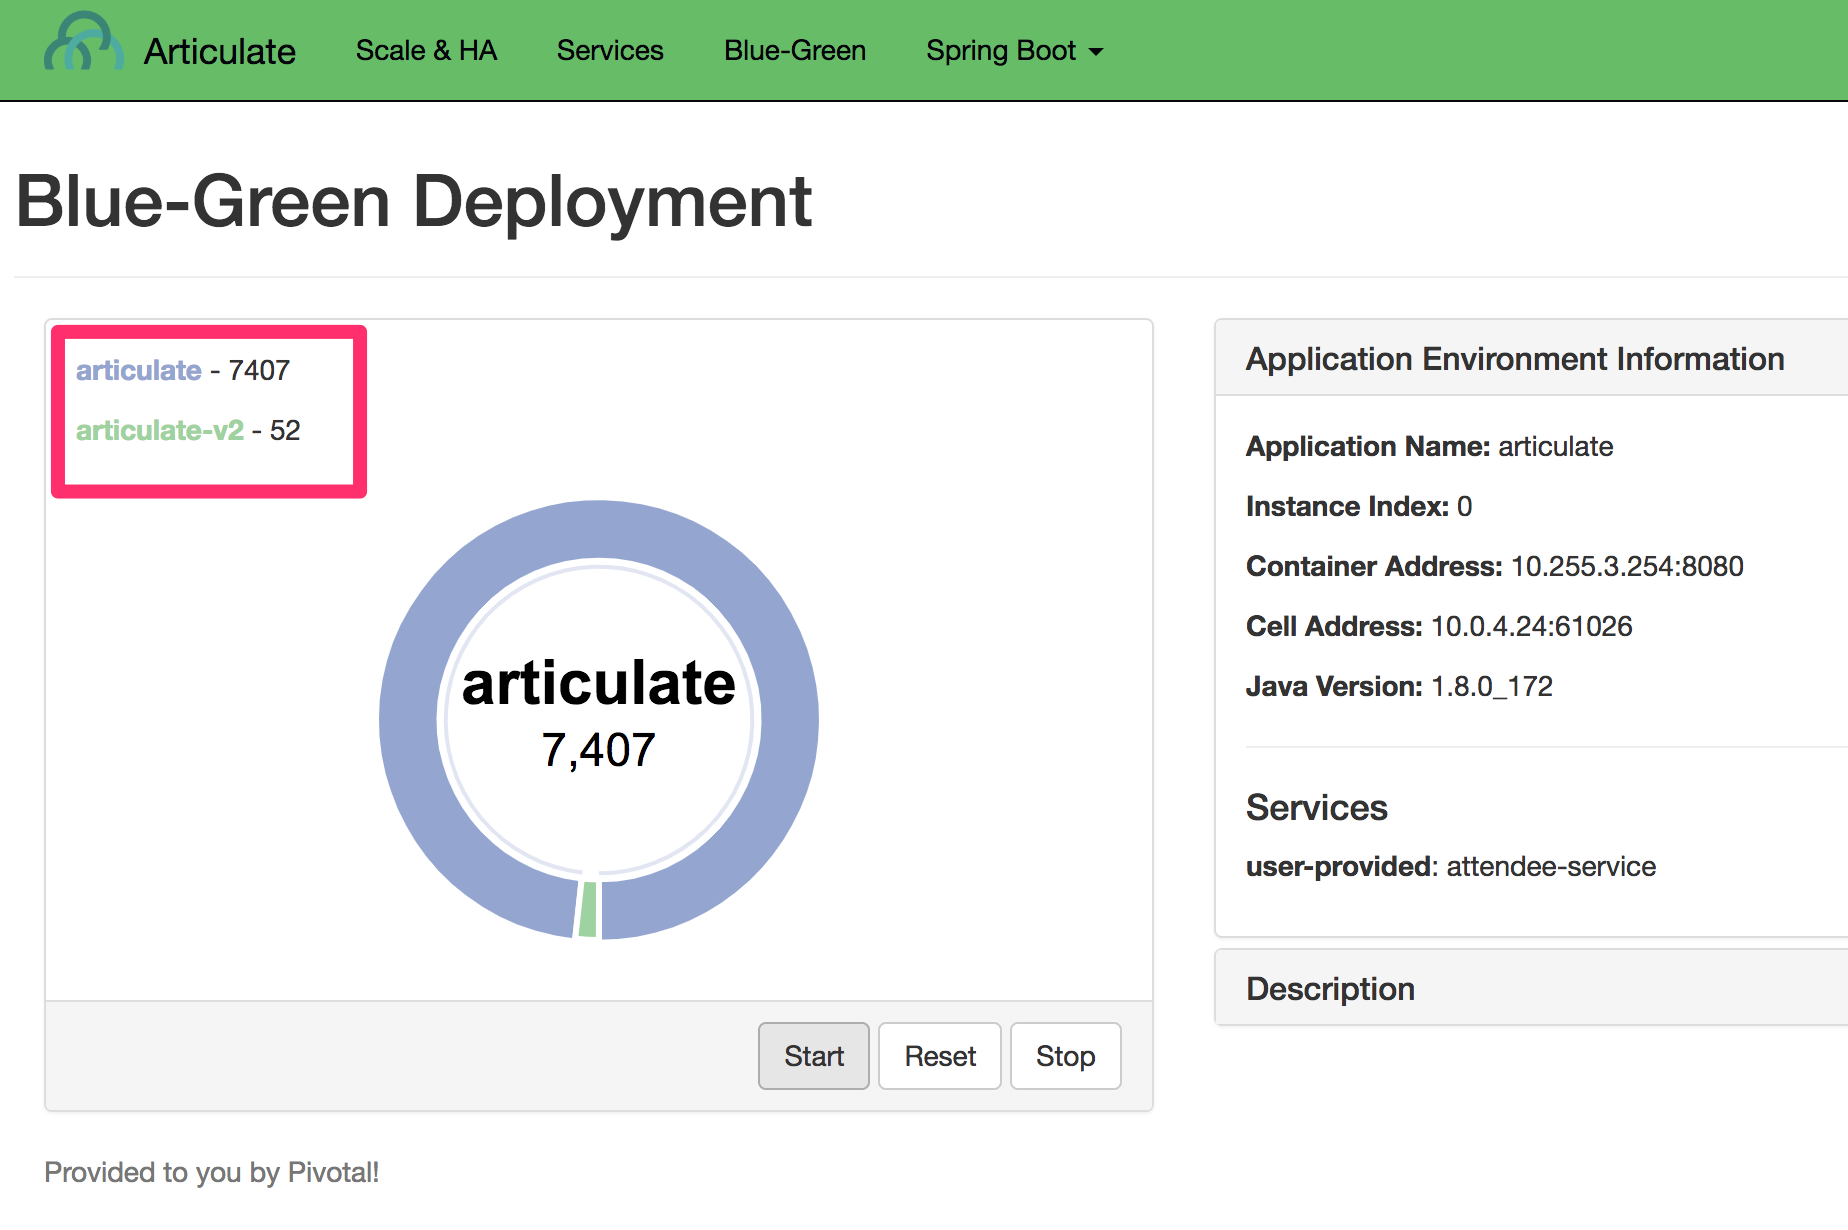 Articulate Scale & HA Services Blue-Green Spring Boot
Blue-Green Deployment
articulate - 7407
articulate-v2 - 52
articulate
7,407
Start Reset Stop
Application Environment Information
Application Name: articulate
Instance Index: 0
Container Address: 10.255.3.254:8080
Cell Address: 10.0.4.24:61026
Java Version: 1.8.0_172
Services
user-provided: attendee-service
Description
Provided to you by Pivotal!